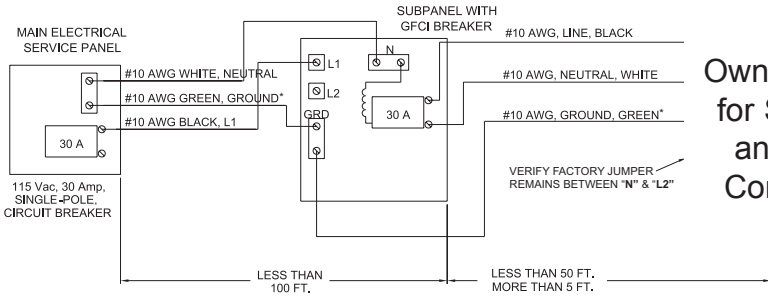 MAIN ELECTRICAL
SERVICE PANEL
SUBPANEL WITH
GFCI BREAKER
#10 AWG, LINE, BLACK
N
L1
#10 AWG WHITE, NEUTRAL
#10 AWG, NEUTRAL, WHITE
L2
#10 AWG GREEN, GROUND*
GRD
30 A
#10 AWG, GROUND, GREEN*
#10 AWG BLACK, L1
30 A
VERIFY FACTORY JUMPER
REMAINS BETWEEN "N" & "L2"
115 Vac, 30 Amp,
SINGLE-POLE,
CIRCUIT BREAKER
LESS THAN
100 FT.
LESS THAN 50 FT.
MORE THAN 5 FT.
for